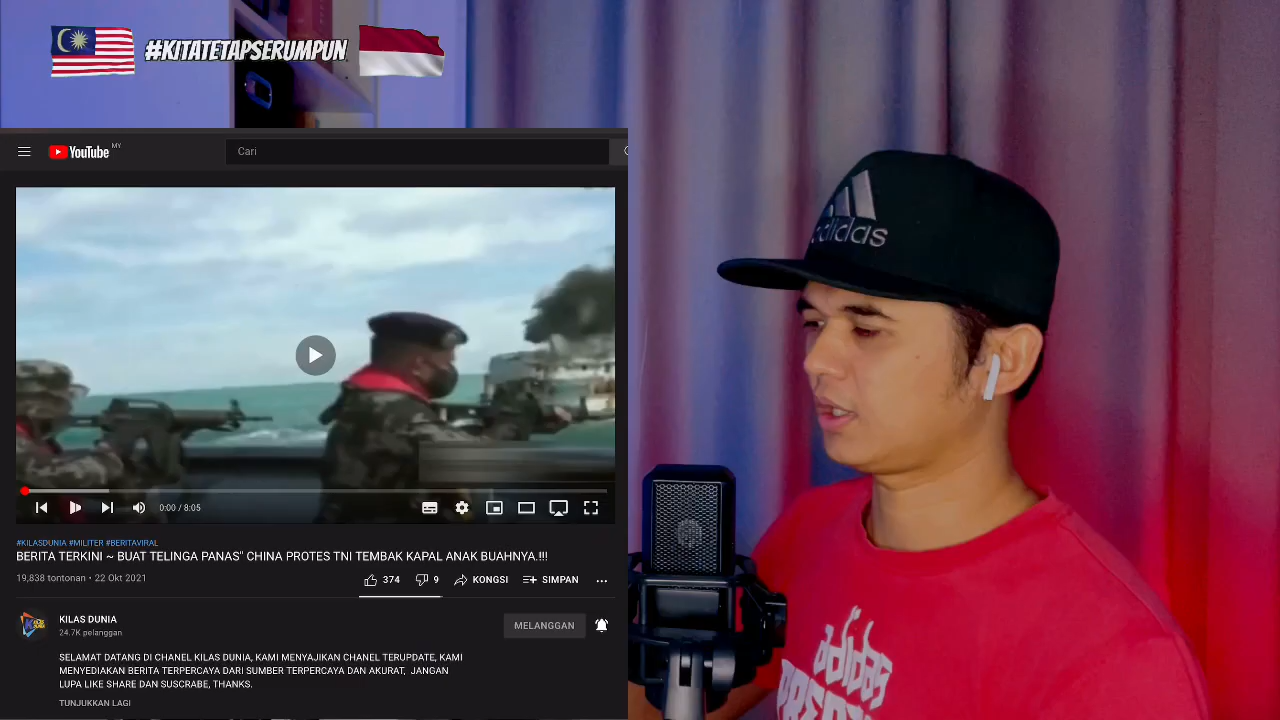 #KITATETAPSERUMPUN
YouTube MY
Cari
0:00 / 8:05
#KILASDUNIA #MILITER #BERITAVIRAL
BERITA TERKINI ~ BUAT TELINGA PANAS" CHINA PROTES TNI TEMBAK KAPAL ANAK BUAHNYA.!!!
19,838 tontonan • 22 Okt 2021
374 9 KONGSI SIMPAN
KILAS DUNIA
24.7K pelanggan
MELANGGAN
SELAMAT DATANG DI CHANEL KILAS DUNIA, KAMI MENYAJIKAN CHANEL TERUPDATE, KAMI
MENYEDIAKAN BERITA TERPERCAYA DARI SUMBER TERPERCAYA DAN AKURAT, JANGAN
LUPA LIKE SHARE DAN SUSCRABE, THANKS.
TUNJUKKAN LAGI
adidas
adidas